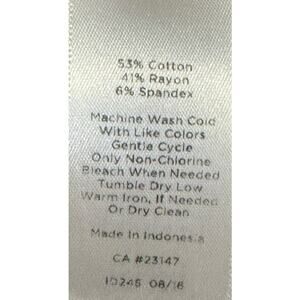 53% Cotton
41% Rayon
6% Spandex
Machine Wash Cold
With Like Colors
Gentle Cycle
Only Non-Chlorine
Bleach When Needed
Tumble Dry Low
Warm Iron, If Needed
Or Dry Clean
Made In Indonesia
CA #23147
ID245 08/16